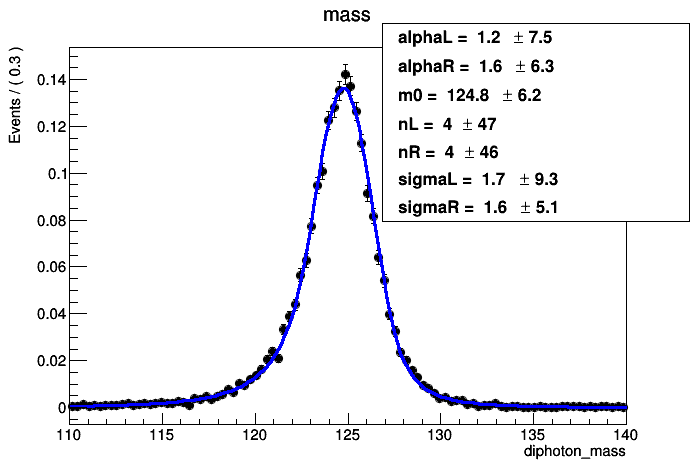 mass
alphaL = 1.2 ± 7.5
alphaR = 1.6 ± 6.3
m0 = 124.8 ± 6.2
nL = 4 ± 47
nR = 4 ± 46
sigmaL = 1.7 ± 9.3
sigmaR = 1.6 ± 5.1
Events / ( 0.3 )
0.14
0.12
0.1
0.08
0.06
0.04
0.02
0
110 115 120 125 130 135 140
diphoton_mass